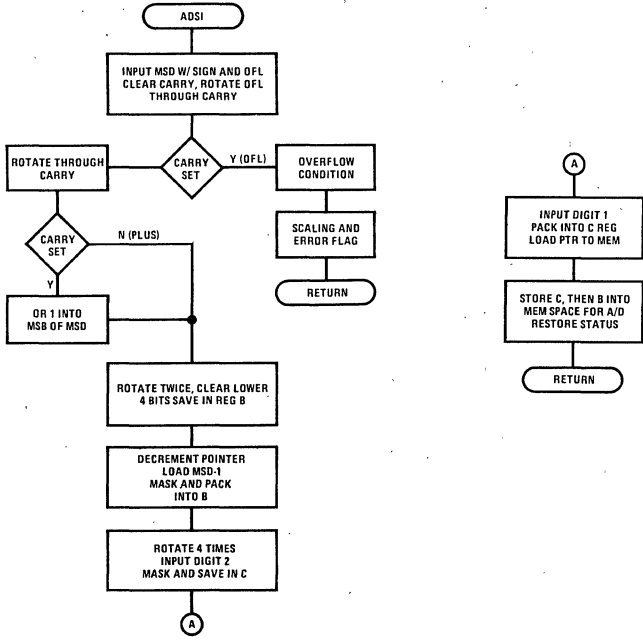 ADSI
INPUT MSD W/ SIGN AND OFL
CLEAR CARRY, ROTATE OFL
THROUGH CARRY
CARRY
SET
Y (OFL)
OVERFLOW
CONDITION
SCALING AND
ERROR FLAG
RETURN
ROTATE THROUGH
CARRY
CARRY
SET
N (PLUS)
Y
OR 1 INTO
MSB OF MSD
ROTATE TWICE, CLEAR LOWER
4 BITS SAVE IN REG B
DECREMENT POINTER
LOAD MSD-1
MASK AND PACK
INTO B
ROTATE 4 TIMES
INPUT DIGIT 2
MASK AND SAVE IN C
A
A
INPUT DIGIT 1
PACK INTO C REG
LOAD PTR TO MEM
STORE C, THEN B INTO
MEM SPACE FOR A/D
RESTORE STATUS
RETURN